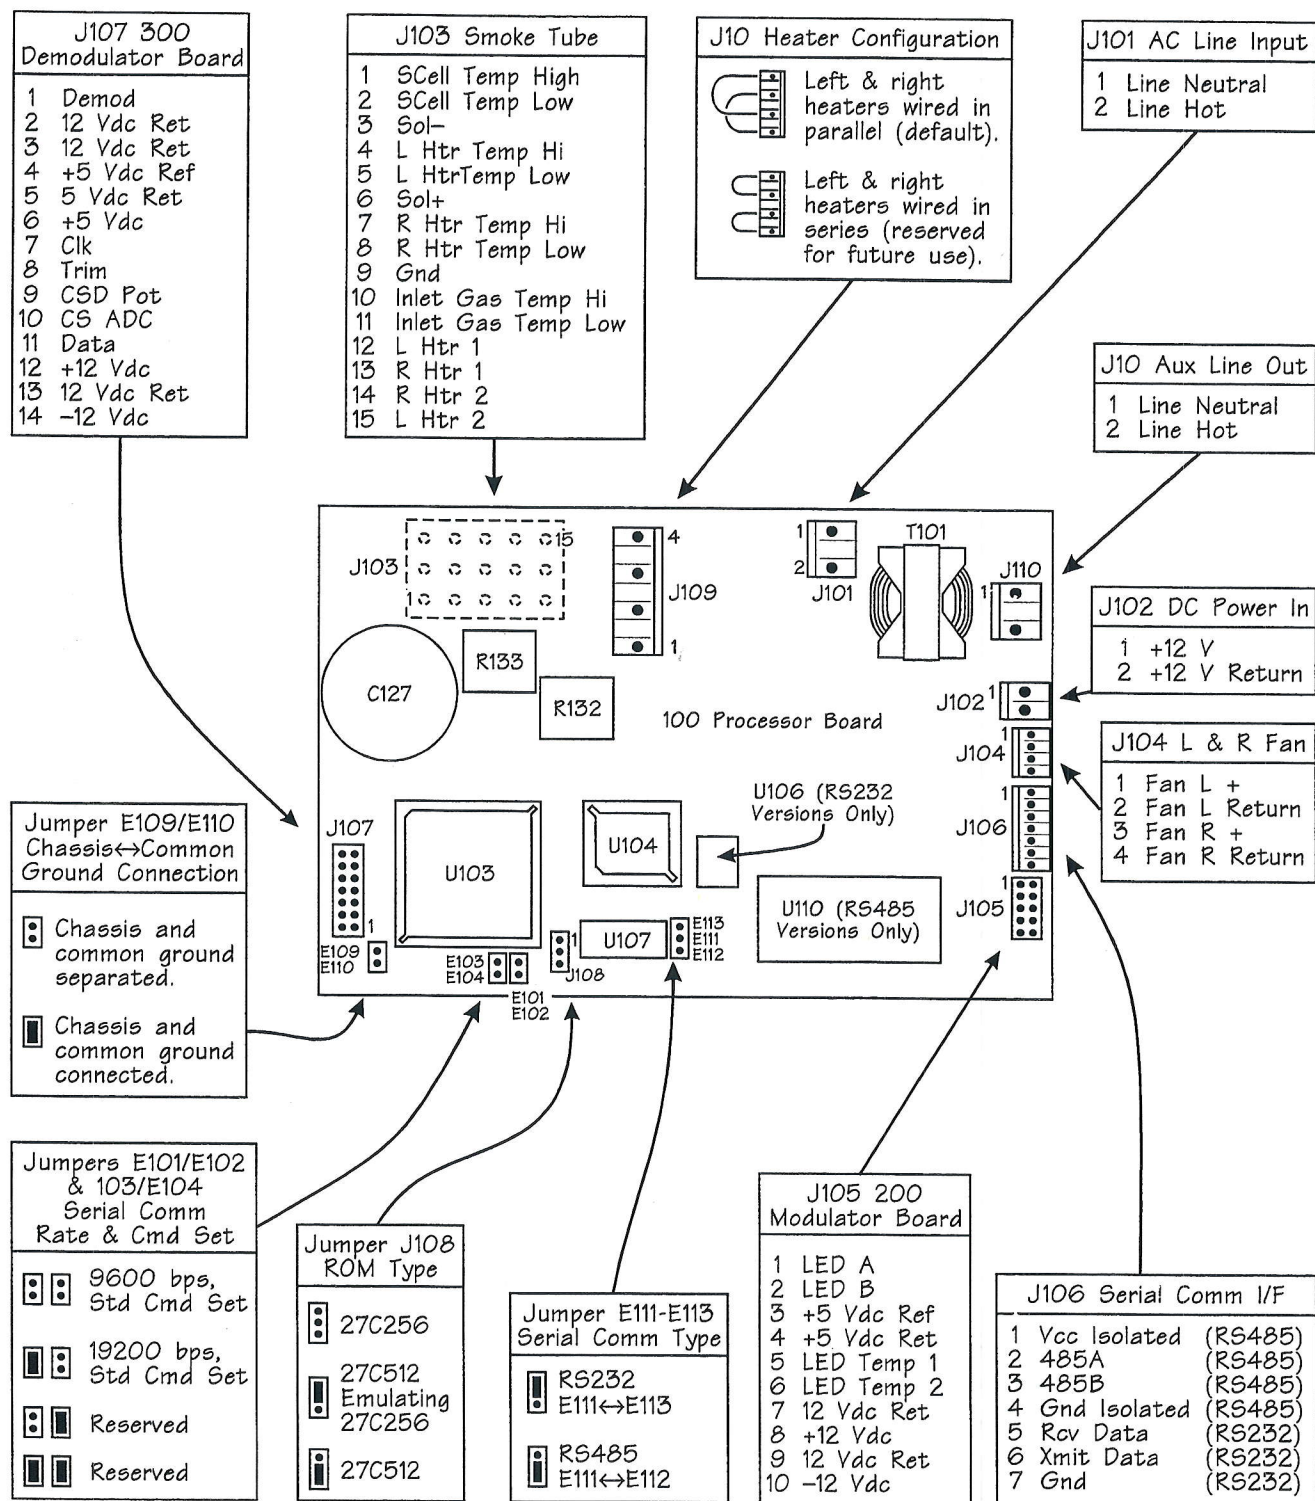 J107 300
Demodulator Board
1 Demod
2 12 Vdc Ret
3 12 Vdc Ret
4 +5 Vdc Ref
5 5 Vdc Ret
6 +5 Vdc
7 Clk
8 Trim
9 CSD Pot
10 CS ADC
11 Data
12 +12 Vdc
13 12 Vdc Ret
14 –12 Vdc
J103 Smoke Tube
1 SCell Temp High
2 SCell Temp Low
3 Sol–
4 L Htr Temp Hi
5 L HtrTemp Low
6 Sol+
7 R Htr Temp Hi
8 R Htr Temp Low
9 Gnd
10 Inlet Gas Temp Hi
11 Inlet Gas Temp Low
12 L Htr 1
13 R Htr 1
14 R Htr 2
15 L Htr 2
J10 Heater Configuration
Left & right
heaters wired in
parallel (default).
Left & right
heaters wired in
series (reserved
for future use).
J101 AC Line Input
1 Line Neutral
2 Line Hot
J10 Aux Line Out
1 Line Neutral
2 Line Hot
J103
15
1
4
J109
1
1
2
J101
T101
J110
1
C127
R133
R132
100 Processor Board
J102 1
J104
1
J106
1
J105
1
J102 DC Power In
1 +12 V
2 +12 V Return
J104 L & R Fan
1 Fan L +
2 Fan L Return
3 Fan R +
4 Fan R Return
U106 (RS232
Versions Only)
J107
1
U103
U104
U110 (RS485
Versions Only)
E109
E110
E103
E104
E101
E102
1
J108
U107
E113
E111
E112
Jumper E109/E110
Chassis↔Common
Ground Connection
Chassis and
common ground
separated.
Chassis and
common ground
connected.
Jumpers E101/E102
& 103/E104
Serial Comm
Rate & Cmd Set
9600 bps,
Std Cmd Set
19200 bps,
Std Cmd Set
Reserved
Reserved
Jumper J108
ROM Type
27C256
27C512
Emulating
27C256
27C512
Jumper E111-E113
Serial Comm Type
RS232
E111↔E113
RS485
E111↔E112
J105 200
Modulator Board
1 LED A
2 LED B
3 +5 Vdc Ref
4 +5 Vdc Ret
5 LED Temp 1
6 LED Temp 2
7 12 Vdc Ret
8 +12 Vdc
9 12 Vdc Ret
10 –12 Vdc
J106 Serial Comm I/F
1 Vcc Isolated (RS485)
2 485A (RS485)
3 485B (RS485)
4 Gnd Isolated (RS485)
5 Rcv Data (RS232)
6 Xmit Data (RS232)
7 Gnd (RS232)